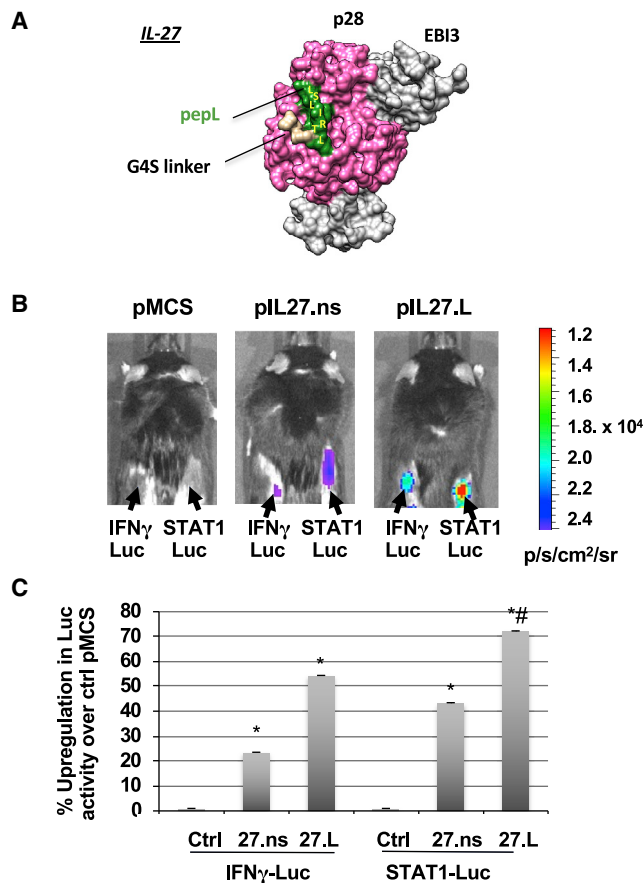 A
IL-27
p28
EBI3
pepL
S
L
I
R
T
L
G4S linker
B
pMCS
pIL27.ns
pIL27.L
1.2
1.4
1.6
1.8. x 10⁴
2.0
2.2
2.4
p/s/cm²/sr
IFNγ STAT1
Luc Luc
IFNγ STAT1
Luc Luc
IFNγ STAT1
Luc Luc
C
% Upregulation in Luc
activity over ctrl pMCS
80
70
60
50
40
30
20
10
0
*
*
*
*#
Ctrl 27.ns 27.L Ctrl 27.ns 27.L
IFNγ-Luc STAT1-Luc